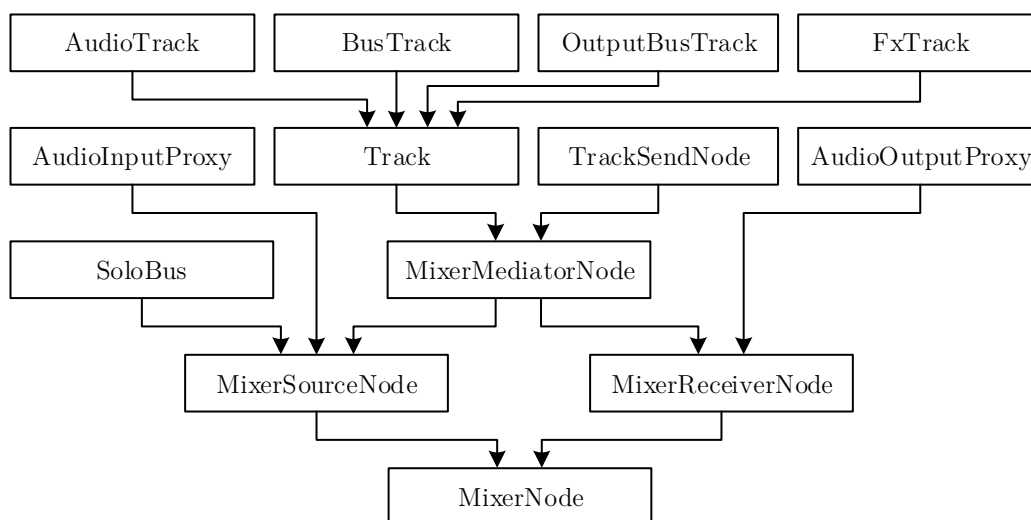 AudioTrack
BusTrack
OutputBusTrack
FxTrack
AudioInputProxy
Track
TrackSendNode
AudioOutputProxy
SoloBus
MixerMediatorNode
MixerSourceNode
MixerReceiverNode
MixerNode